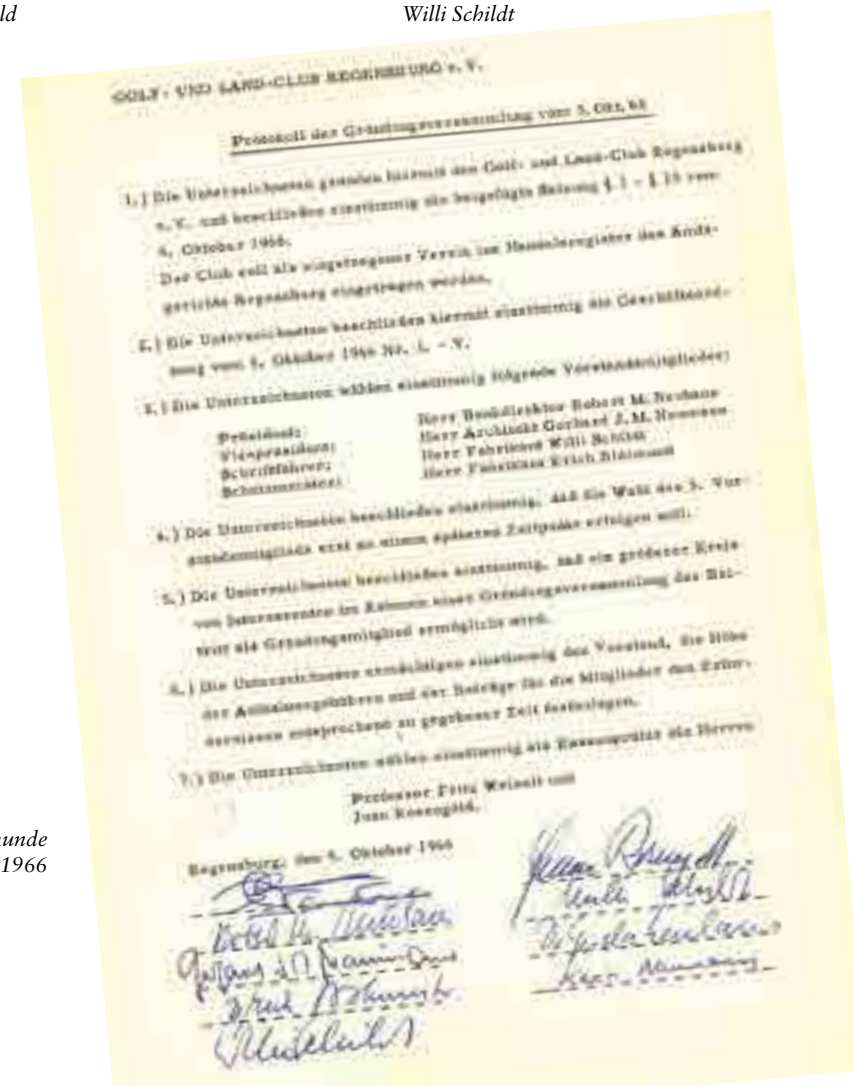 ld
Willi Schildt
GOLF- UND LAND-CLUB REGENSBURG e. V.
Protokoll der Gründungsversammlung vom 5. Okt. 66
1.) Die Unterzeichneten gründen hiermit den Golf- und Land-Club Regensburg
e. V. und beschließen einstimmig die beigefügte Satzung § 1 - § vom
Oktober 1966.
Der Club soll als eingetragener Verein im Handelsregister des Amts-
gerichts Regensburg eingetragen werden.
2.) Die Unterzeichneten beschließen hiermit einstimmig die Geschäftsord-
nung vom Oktober 1966 Nr. I. - V.
3.) Die Unterzeichneten wählen einstimmig folgende Vorstandsmitglieder:
Präsident: Herr Bankdirektor Robert M. Neuhaus
Vizepräsident: Herr Architekt Gerhard J. M.
Schriftführer: Herr Fabrikant Willi Schildt
Schatzmeister: Herr Fabrikant Erich
4.) Die Unterzeichneten beschließen einstimmig, daß die Wahl des 5. Vor-
standsmitglieds erst zu einem späteren Zeitpunkt erfolgen soll.
5.) Die Unterzeichneten beschließen einstimmig, daß ein größerer Kreis
von Interessenten im Rahmen einer Gründungsversammlung der Bei-
tritt als Gründungsmitglied ermöglicht wird.
6.) Die Unterzeichneten ermächtigen einstimmig den Vorstand, die Höhe
der Aufnahmegebühren und der Beiträge für die Mitglieder den Erfor-
dernissen entsprechend zu gegebener Zeit festzulegen.
7.) Die Unterzeichneten wählen einstimmig als Kassenprüfer die Herren
Professor Fritz und
Juan Rosengold.
Regensburg, den Oktober 1966
unde
1966